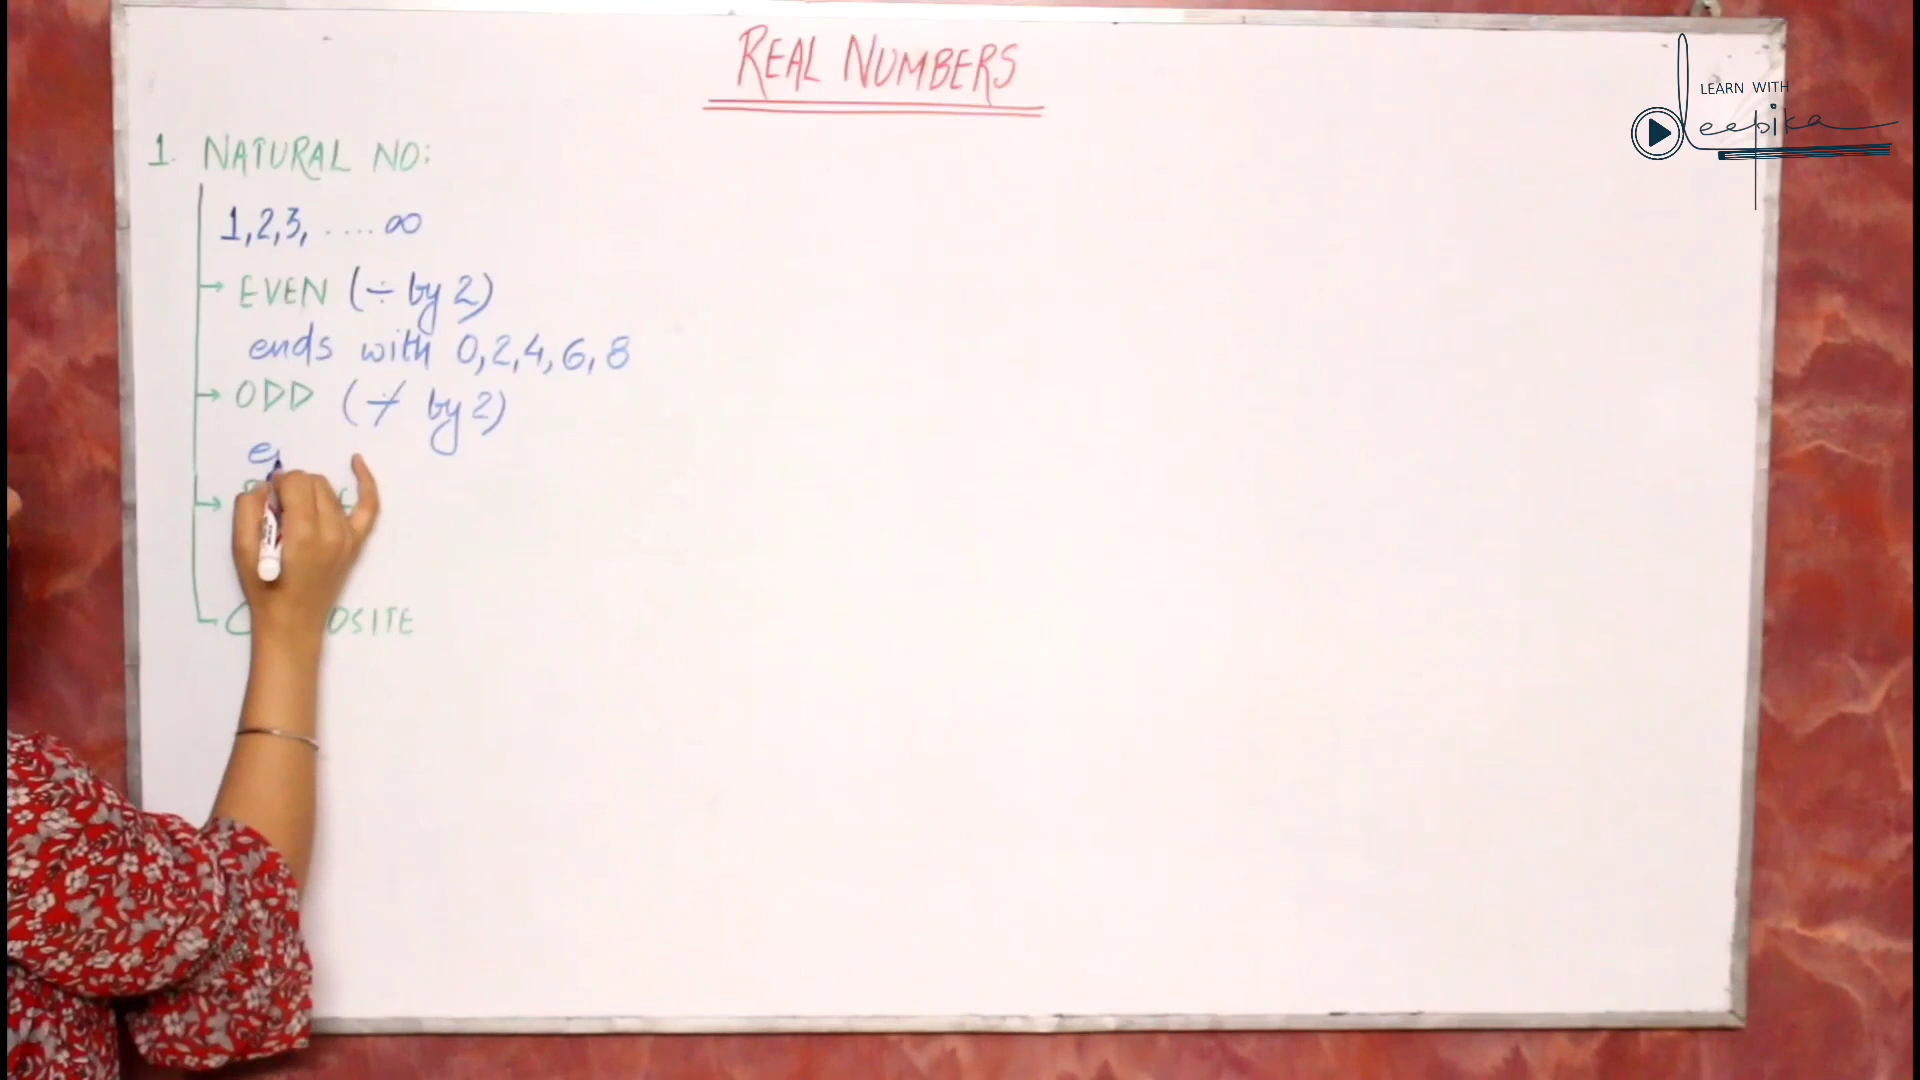 REAL NUMBERS
LEARN WITH
Deepika
1. NATURAL NO:
1,2,3, ..... ∞
EVEN (÷ by 2)
ends with 0,2,4,6,8
ODD (÷̸ by 2)